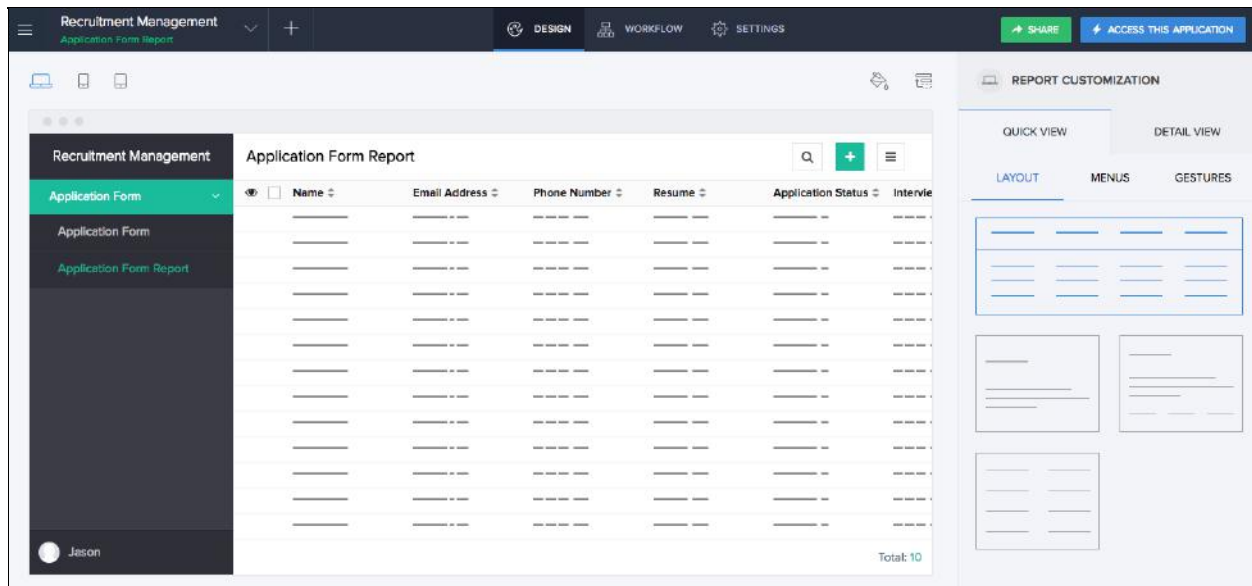 Recruitment Management
Application Form Report
DESIGN
WORKFLOW
SETTINGS
SHARE
ACCESS THIS APPLICATION
REPORT CUSTOMIZATION
QUICK VIEW
DETAIL VIEW
LAYOUT
MENUS
GESTURES
Recruitment Management
Application Form
Application Form
Application Form Report
Jason
Application Form Report
Name
Email Address
Phone Number
Resume
Application Status
Intervie
Total: 10